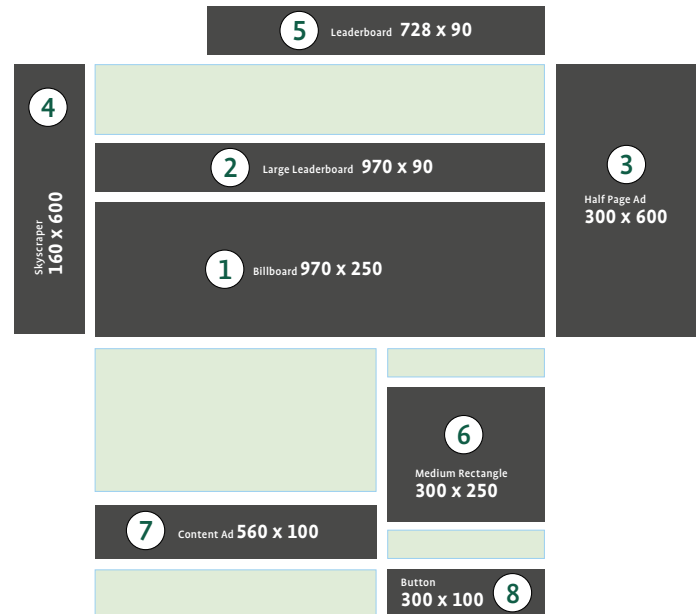 5 Leaderboard 728 x 90
4
Skyscraper
160 x 600
2 Large Leaderboard 970 x 90
3
Half Page Ad
300 x 600
1 Billboard 970 x 250
6
Medium Rectangle
300 x 250
7 Content Ad 560 x 100
Button
300 x 100
8